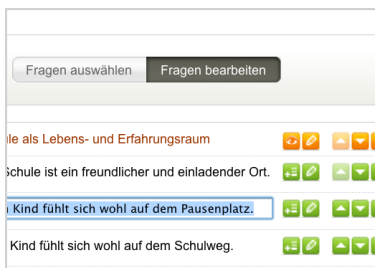 Fragen auswählen Fragen bearbeiten
als Lebens- und Erfahrungsraum
Schule ist ein freundlicher und einladender Ort.
Kind fühlt sich wohl auf dem Pausenplatz.
Kind fühlt sich wohl auf dem Schulweg.